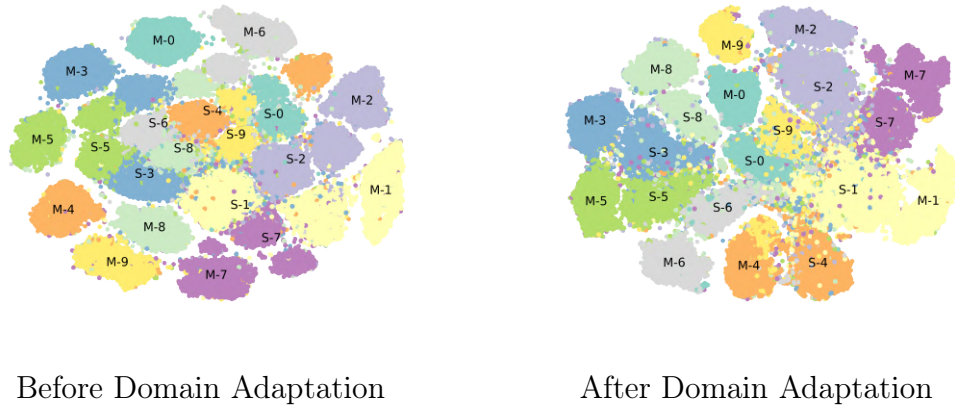 M-0
M-6
M-3
M-2
S-4
S-0
S-6
S-9
M-5
S-5
S-8
S-2
S-3
M-1
S-1
M-4
M-8
S-7
M-9
M-7
M-2
M-9
M-8
M-7
S-2
M-0
M-3
S-8
S-7
S-9
S-3
S-0
S-1
M-5
S-5
M-1
S-6
M-6
M-4
S-4
Before Domain Adaptation
After Domain Adaptation